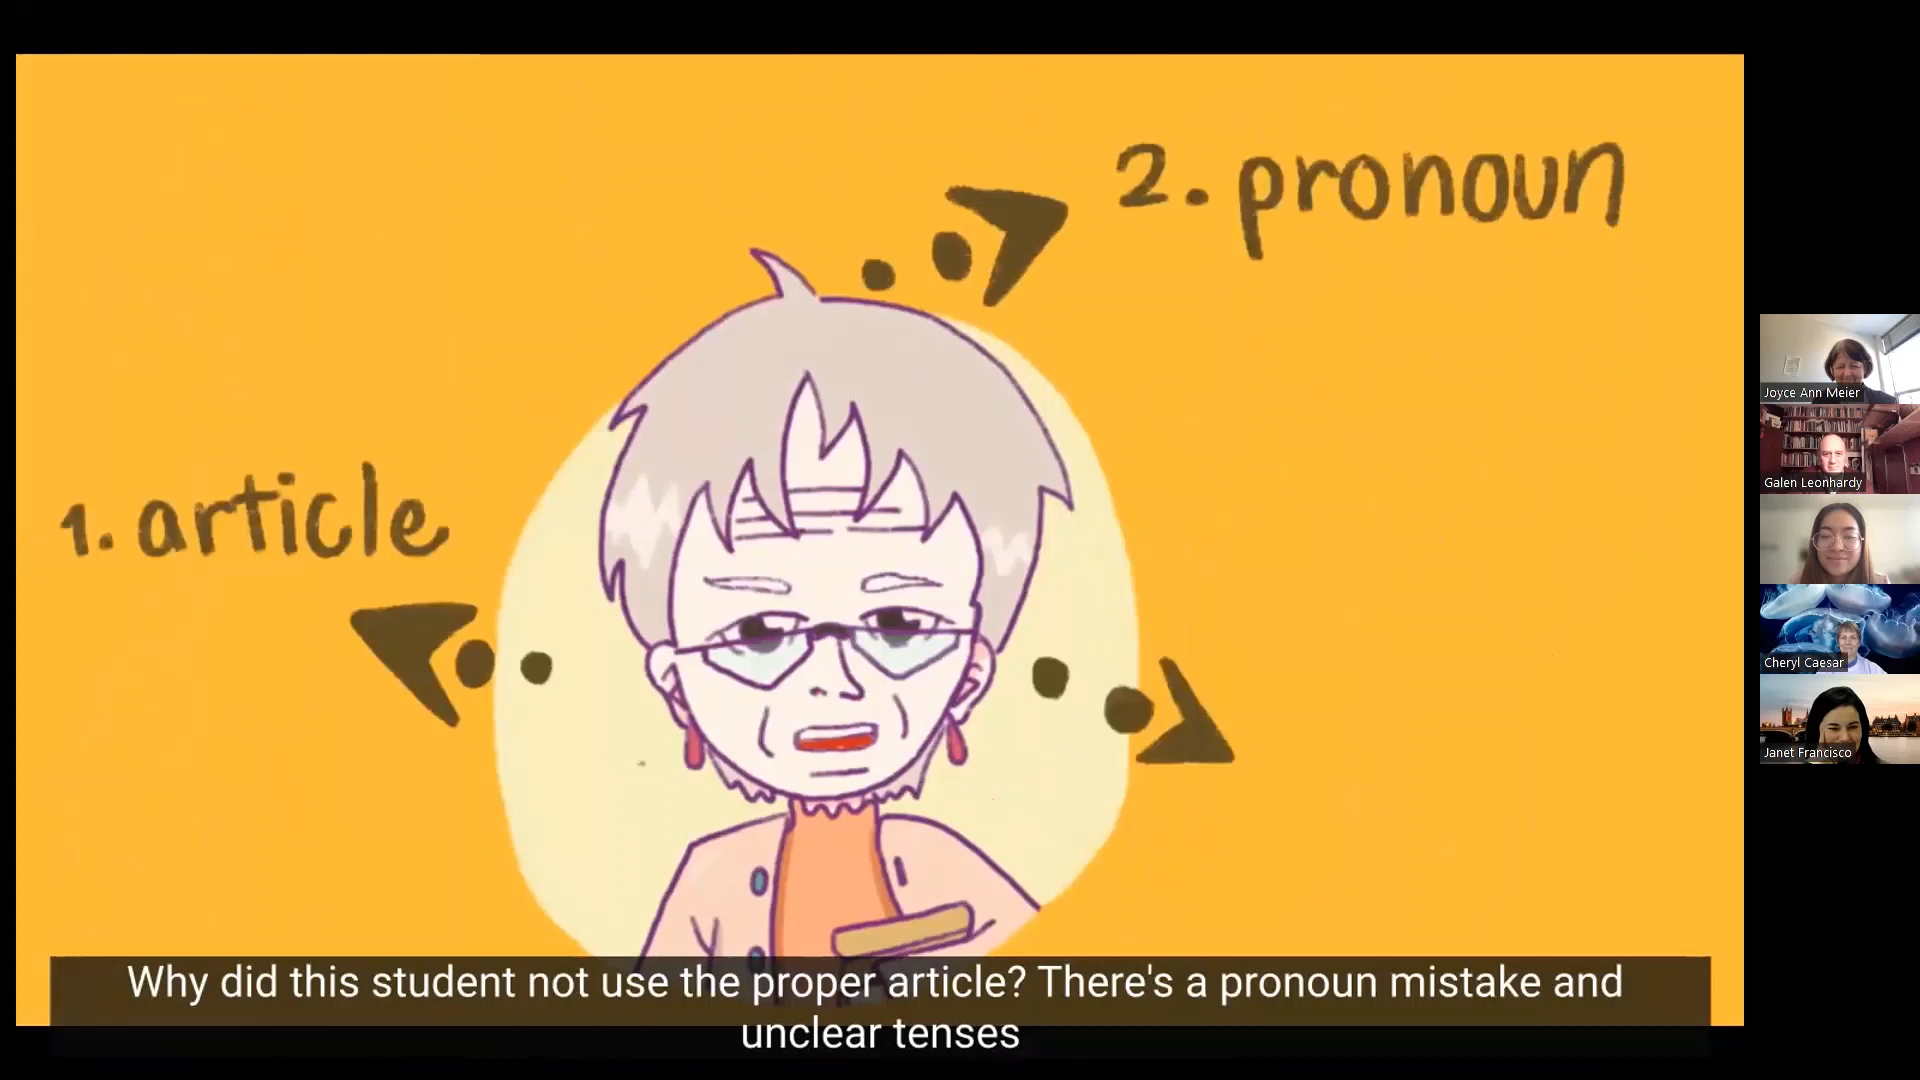 2. pronoun
1. article
Why did this student not use the proper article? There's a pronoun mistake and
unclear tenses
Joyce Ann Meier
Galen Leonhardy
Cheryl Caesar
Janet Francisco